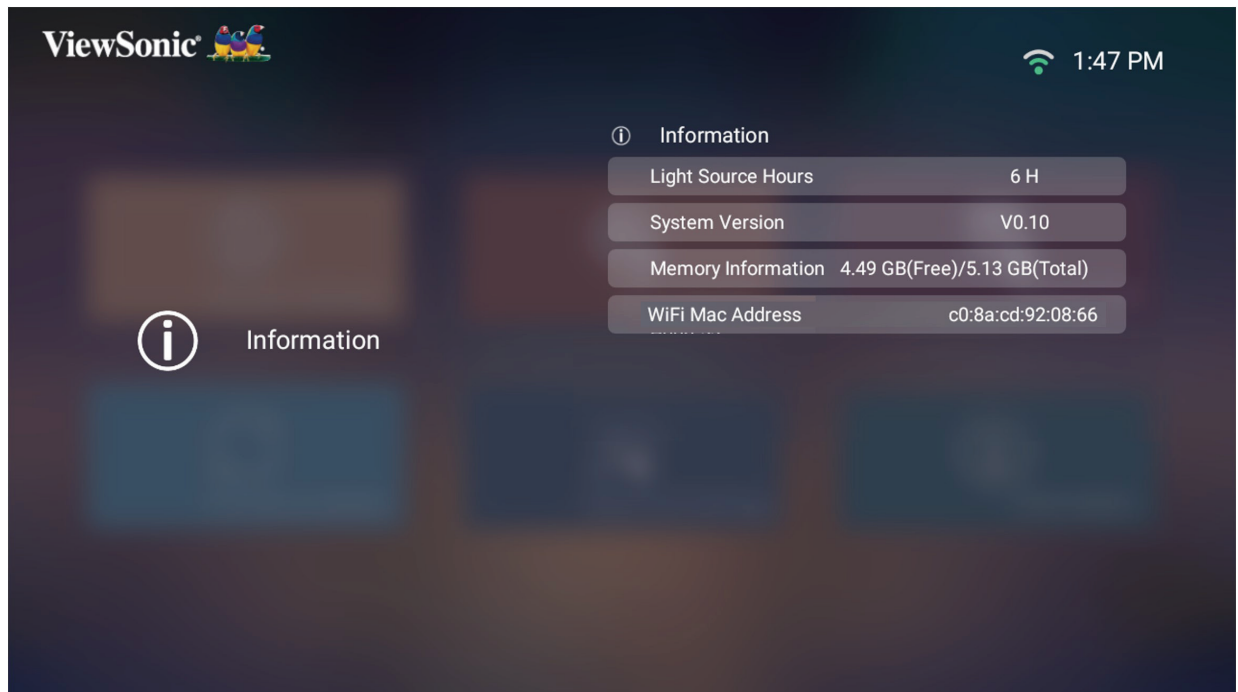 ViewSonic®
1:47 PM
Information
Light Source Hours 6 H
System Version V0.10
Memory Information 4.49 GB(Free)/5.13 GB(Total)
WiFi Mac Address c0:8a:cd:92:08:66
Information